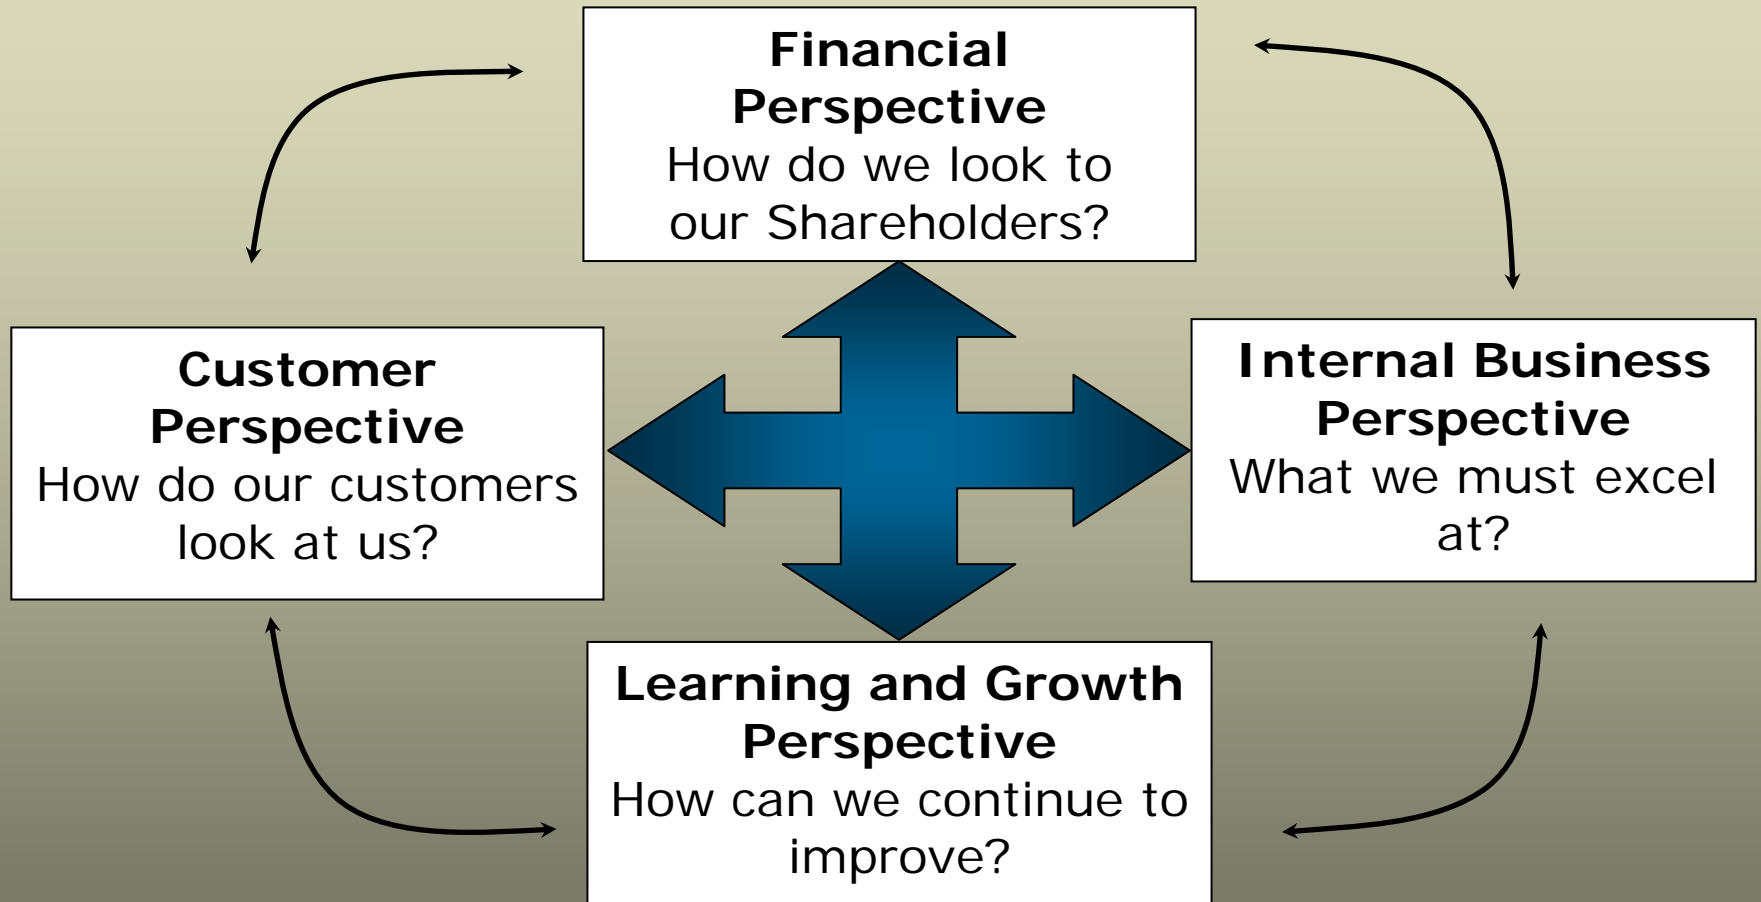 Financial
Perspective
How do we look to
our Shareholders?
Customer
Perspective
How do our customers
look at us?
Internal Business
Perspective
What we must excel
at?
Learning and Growth
Perspective
How can we continue to
improve?